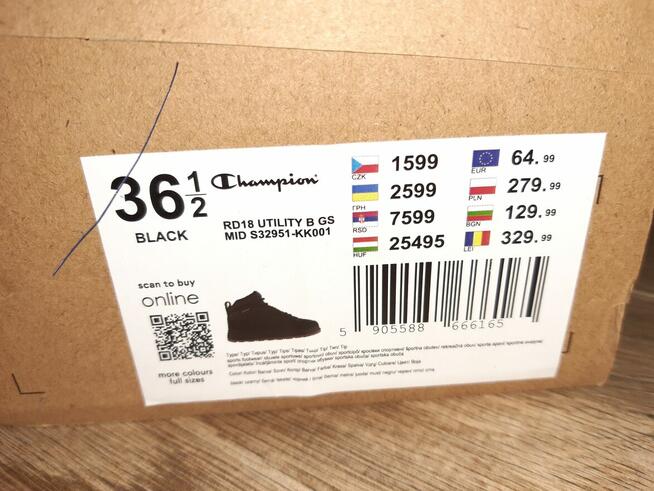 36 1/2
Champion
BLACK
RD18 UTILITY B GS
MID S32951-KK001
CZK 1599
ГРН 2599
RSD 7599
HUF 25495
EUR 64.99
PLN 279.99
BGN 129.99
LEI 329.99
scan to buy
online
more colours
full sizes
5 905588 666165